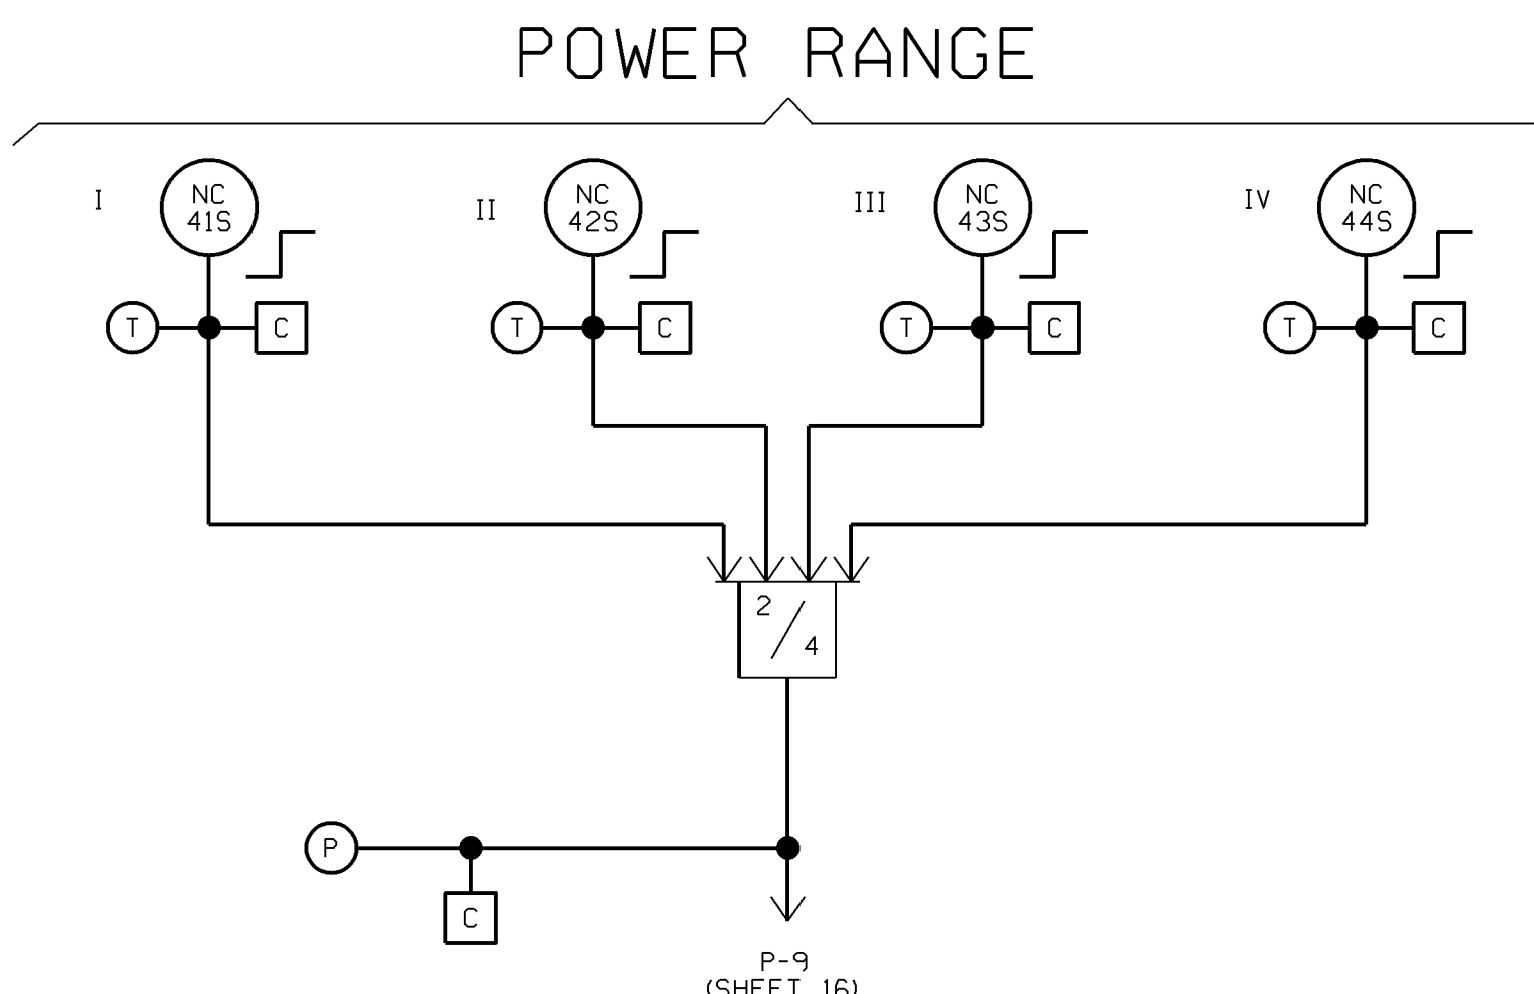 POWER RANGE
I
NC
41S
II
NC
42S
III
NC
43S
IV
NC
44S
T
C
T
C
T
C
T
C
2/4
P
C
P-9
(SHEET 16)